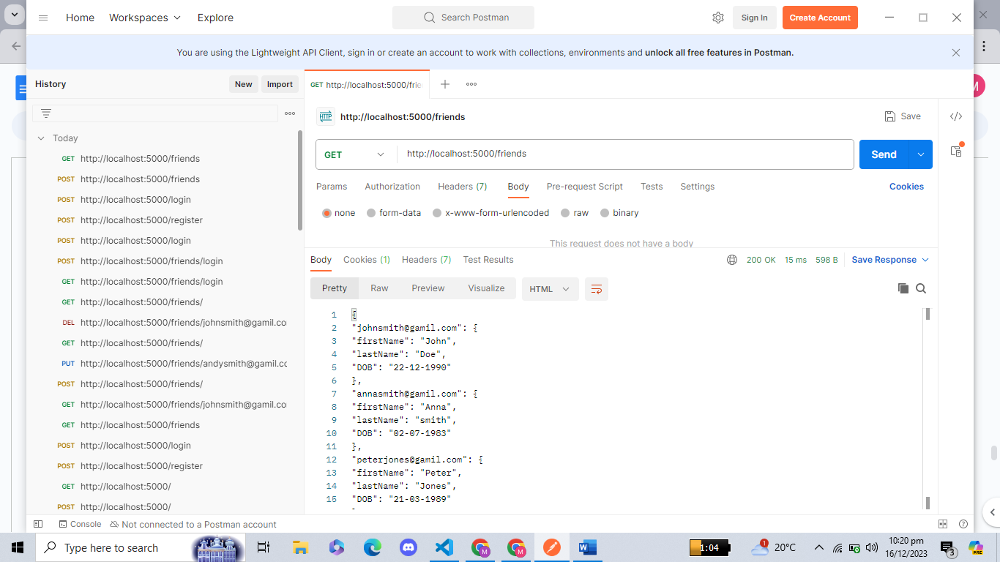 Home Workspaces Explore Search Postman Sign In Create Account
You are using the Lightweight API Client, sign in or create an account to work with collections, environments and unlock all free features in Postman.
History New Import
GET http://localhost:5000/frie
HTTP http://localhost:5000/friends Save
Today
GET http://localhost:5000/friends
POST http://localhost:5000/friends
POST http://localhost:5000/login
POST http://localhost:5000/register
POST http://localhost:5000/login
POST http://localhost:5000/friends/login
GET http://localhost:5000/friends/login
GET http://localhost:5000/friends/
DEL http://localhost:5000/friends/johnsmith@gamil.co
GET http://localhost:5000/friends/
PUT http://localhost:5000/friends/andysmith@gamil.cc
POST http://localhost:5000/friends/
GET http://localhost:5000/friends/johnsmith@gamil.co
GET http://localhost:5000/friends
POST http://localhost:5000/login
POST http://localhost:5000/register
GET http://localhost:5000/
POST http://localhost:5000/
GET http://localhost:5000/friends Send
Params Authorization Headers (7) Body Pre-request Script Tests Settings Cookies
none form-data x-www-form-urlencoded raw binary
This request does not have a body
Body Cookies (1) Headers (7) Test Results 200 OK 15 ms 598 B Save Response
Pretty Raw Preview Visualize HTML
1 {
2 "johnsmith@gamil.com": {
3 "firstName": "John",
4 "lastName": "Doe",
5 "DOB": "22-12-1990"
6 },
7 "annasmith@gamil.com": {
8 "firstName": "Anna",
9 "lastName": "smith",
10 "DOB": "02-07-1983"
11 },
12 "peterjones@gamil.com": {
13 "firstName": "Peter",
14 "lastName": "Jones",
15 "DOB": "21-03-1989"
Console Not connected to a Postman account
Type here to search
M
M
M
1:04
1
20°C
10:20 pm
16/12/2023
3
PRE